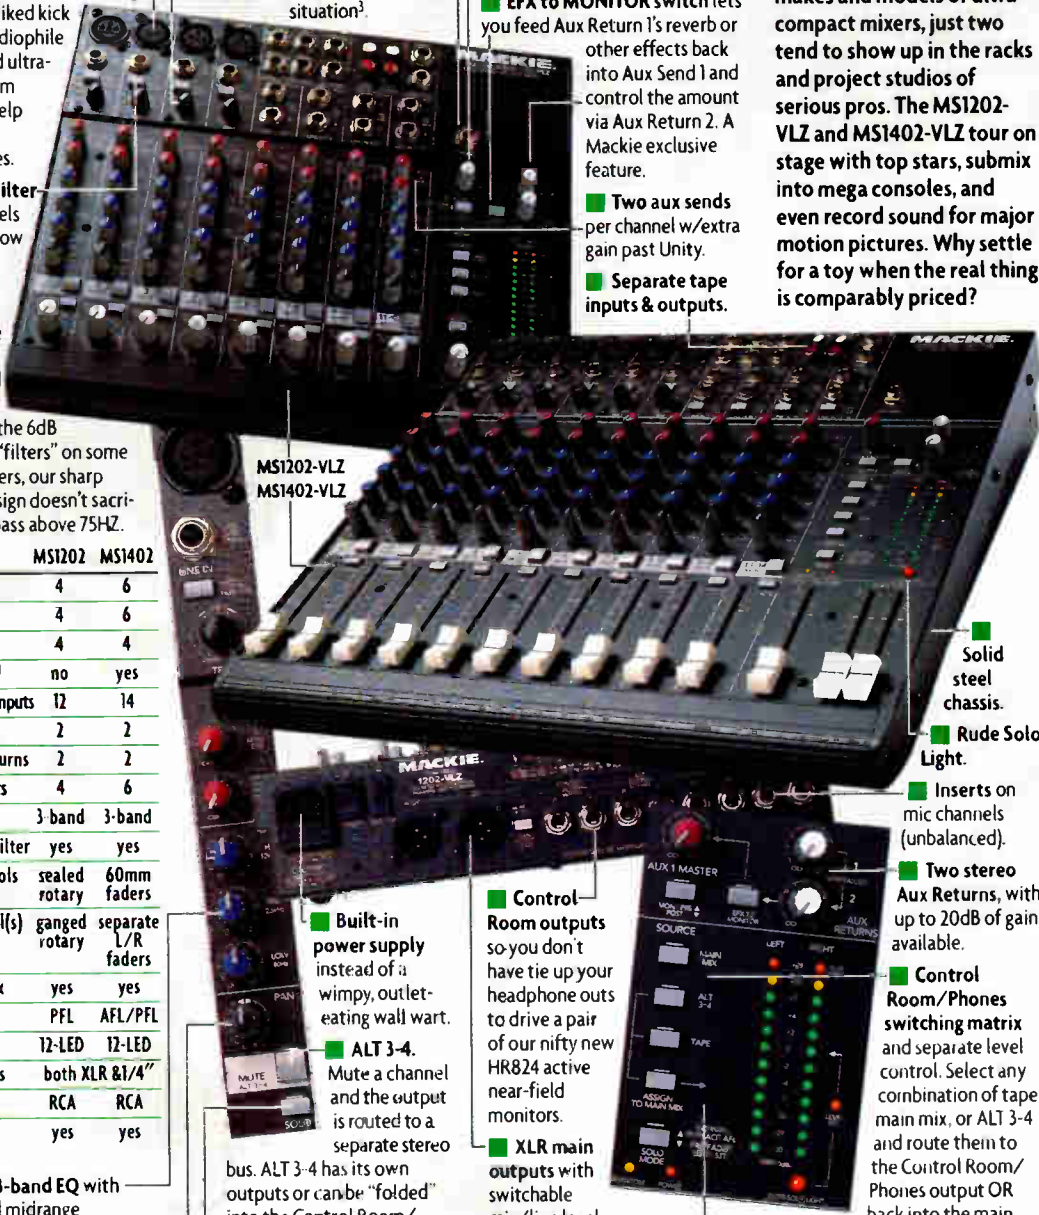 iked kick
diophile
d ultra-
m
elp
es.
ilter
els
ow
situation³.
EFX to MONITOR switch lets
you feed Aux Return 1's reverb or
other effects back
into Aux Send 1 and
control the amount
via Aux Return 2. A
Mackie exclusive
feature.
Two aux sends
per channel w/extra
gain past Unity.
Separate tape
inputs & outputs.
makes and models of ultra-
compact mixers, just two
tend to show up in the racks
and project studios of
serious pros. The MS1202-
VLZ and MS1402-VLZ tour on
stage with top stars, submix
into mega consoles, and
even record sound for major
motion pictures. Why settle
for a toy when the real thing
is comparably priced?
MACKIE.
MACKIE.
the 6dB
"filters" on some
ers, our sharp
sign doesn't sacri-
bass above 75HZ.
MS1202-VLZ
MS1402-VLZ
MS1202 MS1402
4 6
4 6
4 4
no yes
nputs 12 14
2 2
urns 2 2
rs 4 6
3-band 3-band
ilter yes yes
ols sealed rotary 60mm faders
l(s) ganged rotary separate L/R faders
x yes yes
PFL AFL/PFL
12-LED 12-LED
s both XLR &1/4"
RCA RCA
yes yes
3-band EQ with
d midrange
LINE IN
LOW
80Hz
PAN
MUTE
ALT 3-4
SOLO
MACKIE.
1202-VLZ
Built-in
power supply
instead of a
wimpy, outlet-
eating wall wart.
ALT 3-4.
Mute a channel
and the output
is routed to a
separate stereo
bus. ALT 3-4 has its own
outputs or can be "folded"
into the Control Room/
Control
Room outputs
so you don't
have tie up your
headphone outs
to drive a pair
of our nifty new
HR824 active
near-field
monitors.
XLR main
outputs with
switchable
mic/line level
AUX 1 MASTER
EFX TO
MONITOR
AUX
RETURNS
1
2
SOURCE
MAIN
MIX
ALT
3-4
TAPE
ASSIGN
TO MAIN MIX
SOLO
MODE
LEFT
POWER
Solid
steel
chassis.
Rude Solo
Light.
Inserts on
mic channels
(unbalanced).
Two stereo
Aux Returns, with
up to 20dB of gain
available.
Control
Room/Phones
switching matrix
and separate level
control. Select any
combination of tape
main mix, or ALT 3-4
and route them to
the Control Room/
Phones output OR
back into the main